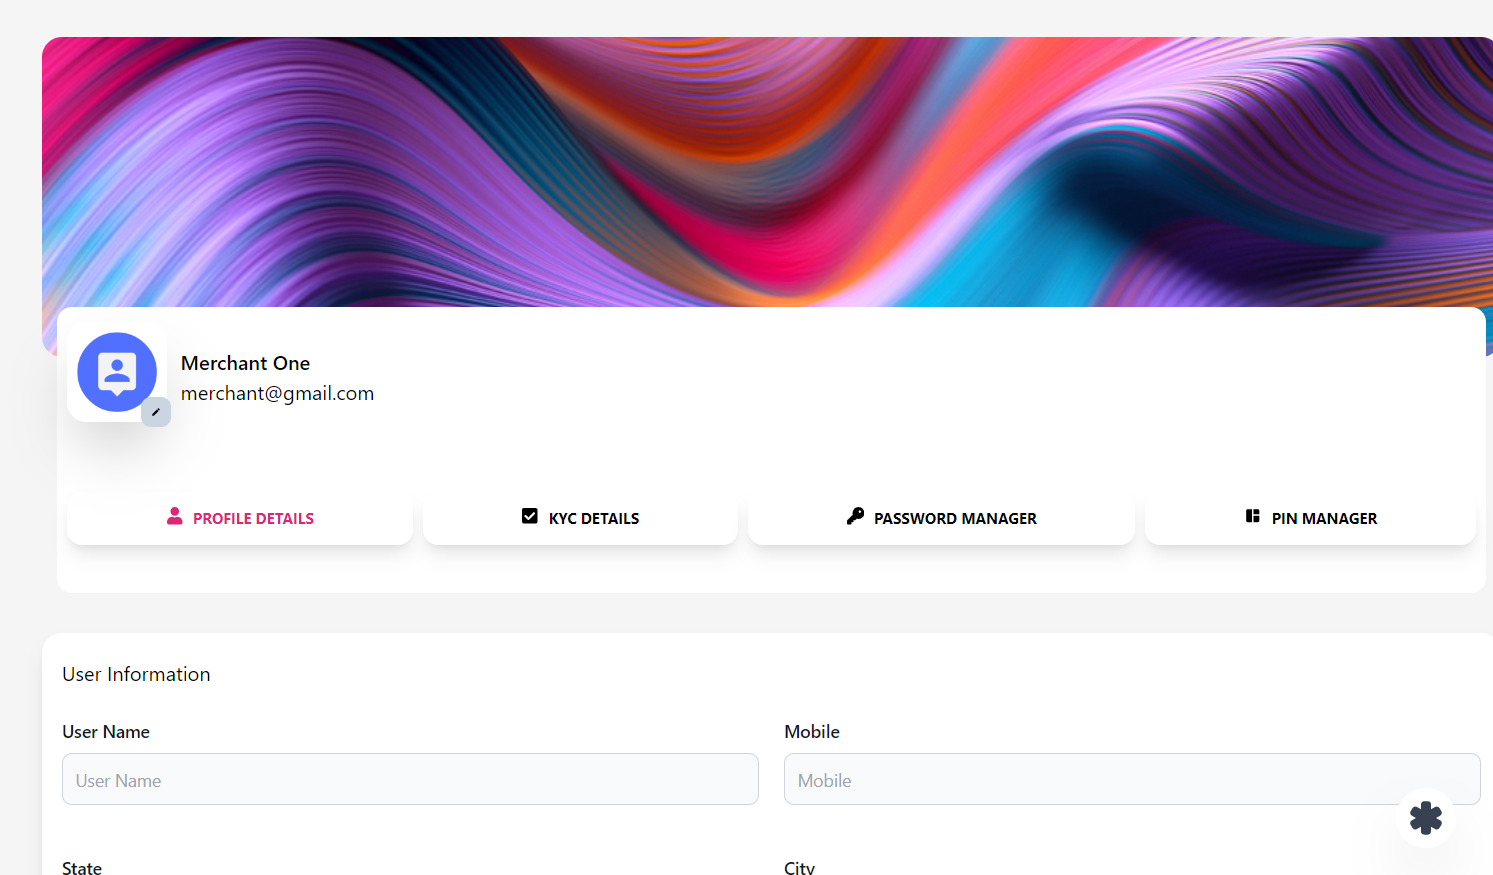 Merchant One
merchant@gmail.com
PROFILE DETAILS
KYC DETAILS
PASSWORD MANAGER
PIN MANAGER
User Information
User Name
Mobile
User Name
Mobile
State
City